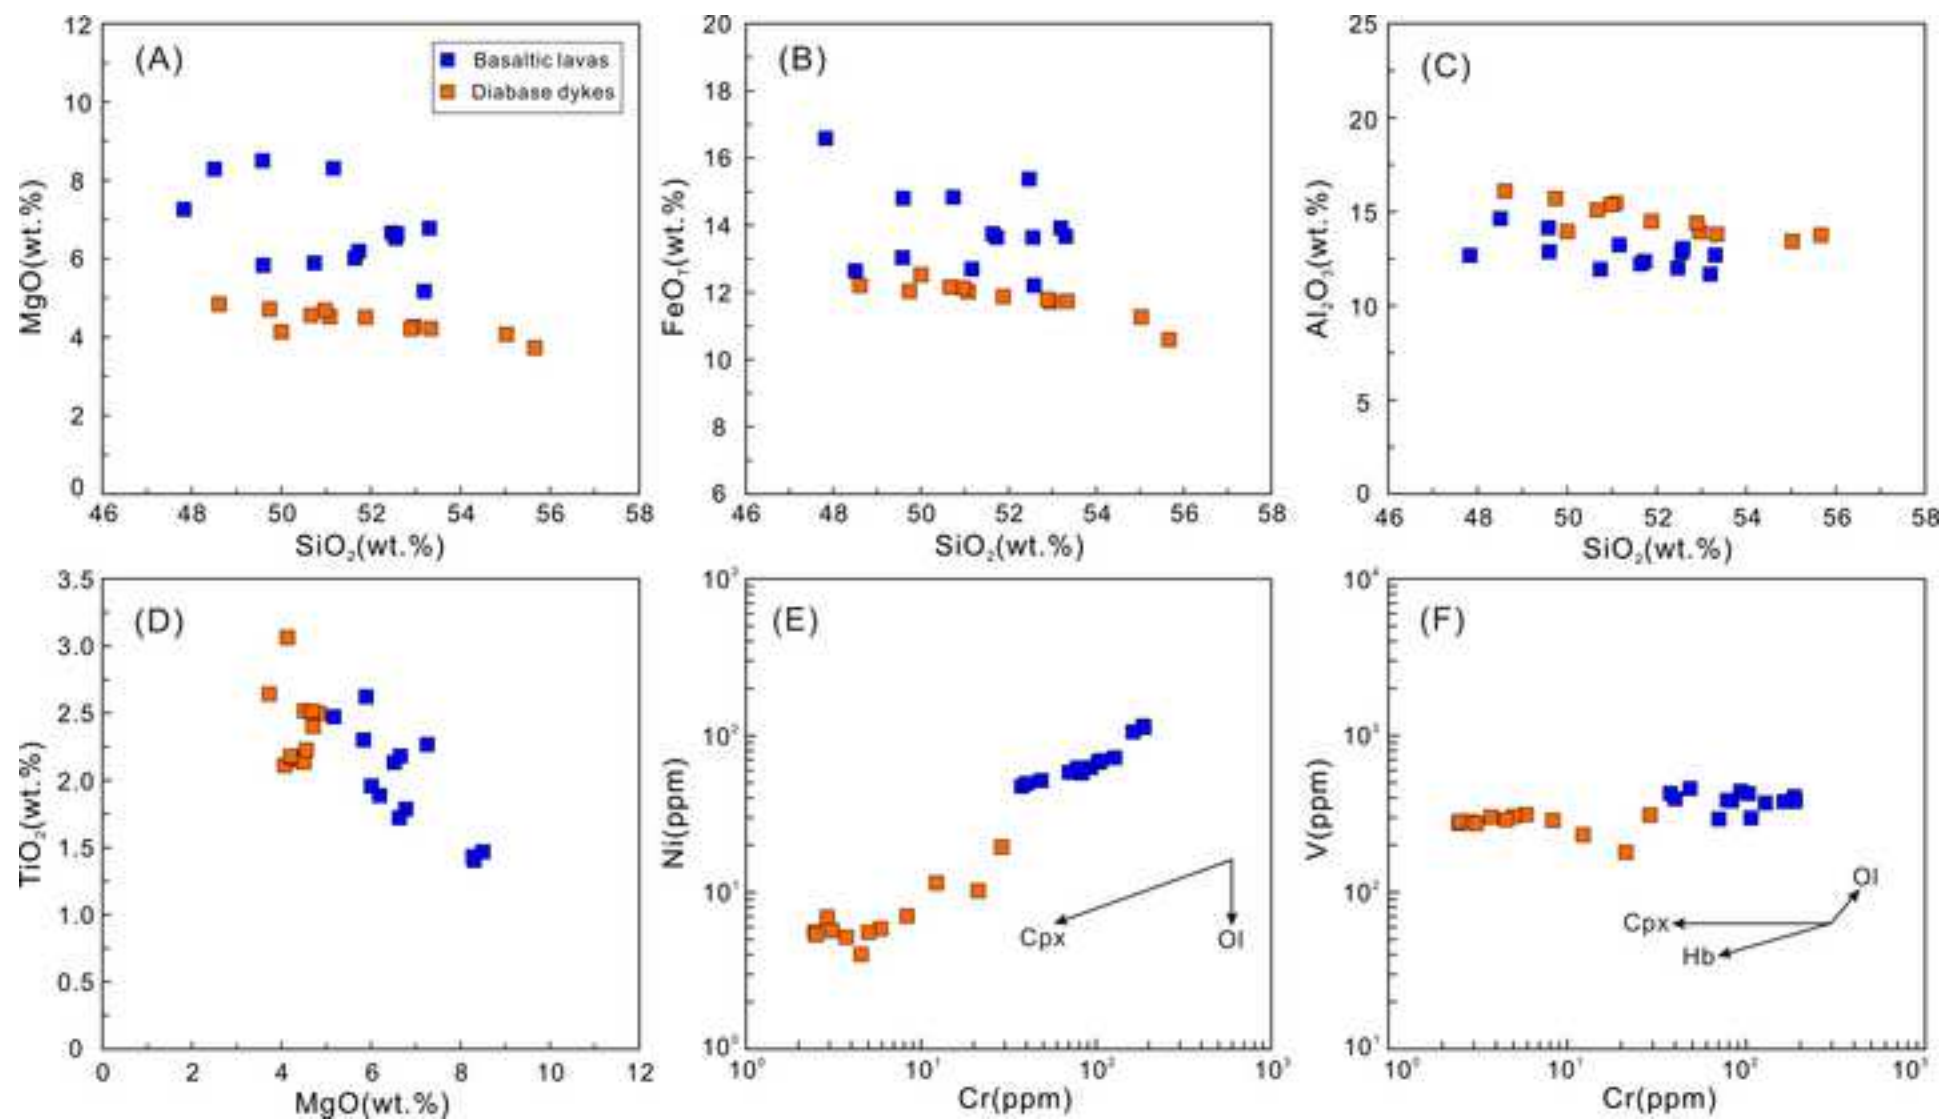 (A)
Basaltic lavas
Diabase dykes
MgO(wt.%)
12
10
8
6
4
2
0
46 48 50 52 54 56 58
SiO₂(wt.%)
(B)
FeOT(wt.%)
20
18
16
14
12
10
8
6
46 48 50 52 54 56 58
SiO₂(wt.%)
(C)
Al₂O₃(wt.%)
25
20
15
10
5
0
46 48 50 52 54 56 58
SiO₂(wt.%)
(D)
TiO₂(wt.%)
3.5
3.0
2.5
2.0
1.5
1.0
0.5
0
0 2 4 6 8 10 12
MgO(wt.%)
(E)
Ni(ppm)
10³
10²
10¹
10⁰
Cpx
Ol
10⁰ 10¹ 10² 10³
Cr(ppm)
(F)
V(ppm)
10⁴
10³
10²
10¹
Ol
Cpx
Hb
10⁰ 10¹ 10² 10³
Cr(ppm)